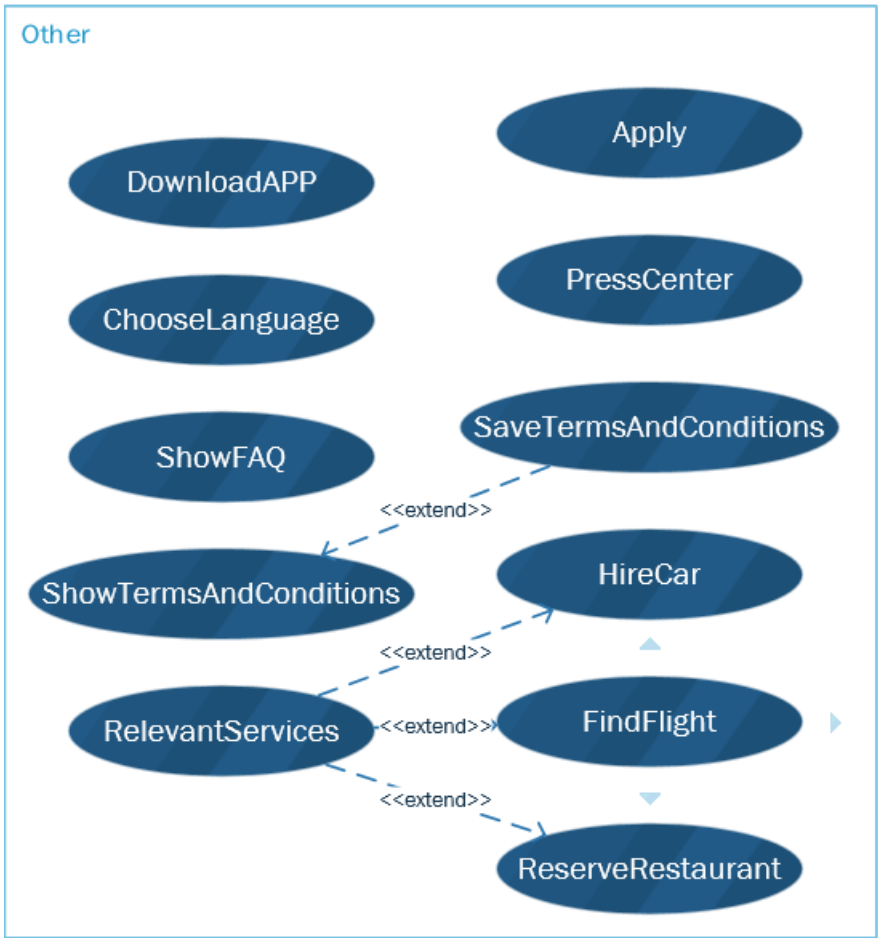 Other
Apply
DownloadAPP
PressCenter
ChooseLanguage
SaveTermsAndConditions
ShowFAQ
<<extend>>
HireCar
ShowTermsAndConditions
<<extend>>
FindFlight
RelevantServices
<<extend>>
<<extend>>
ReserveRestaurant